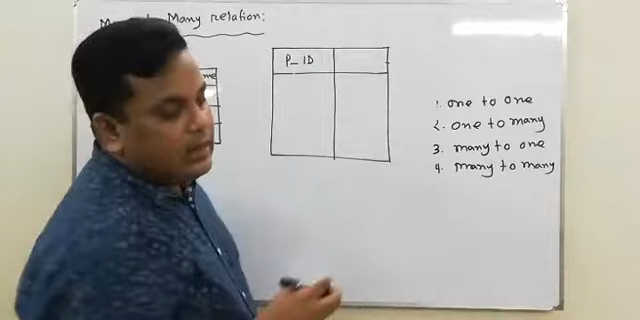 Many relation:
P_ID
1. one to one
2. one to many
3. many to one
4. many to many